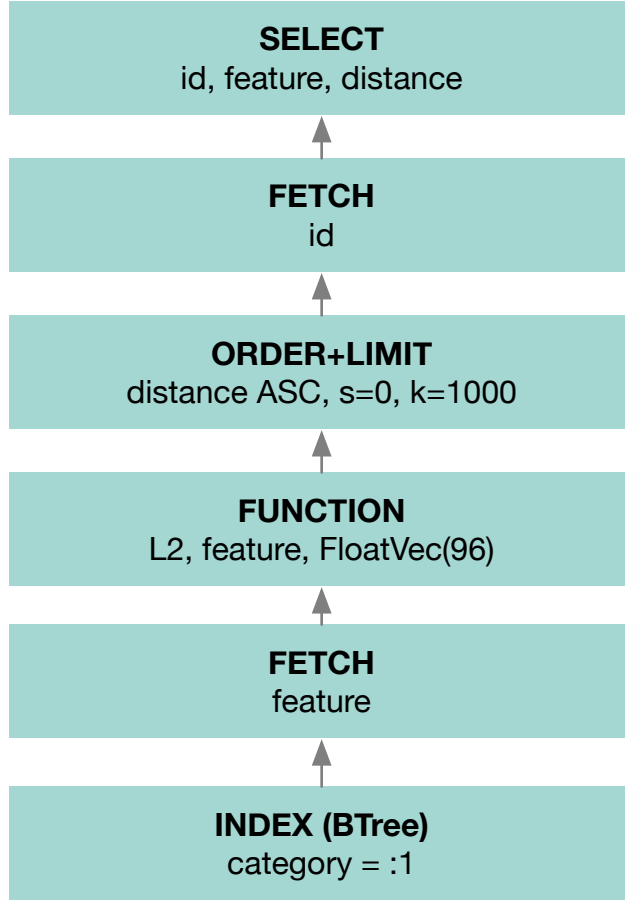 SELECT
id, feature, distance
FETCH
id
ORDER+LIMIT
distance ASC, s=0, k=1000
FUNCTION
L2, feature, FloatVec(96)
FETCH
feature
INDEX (BTree)
category = :1